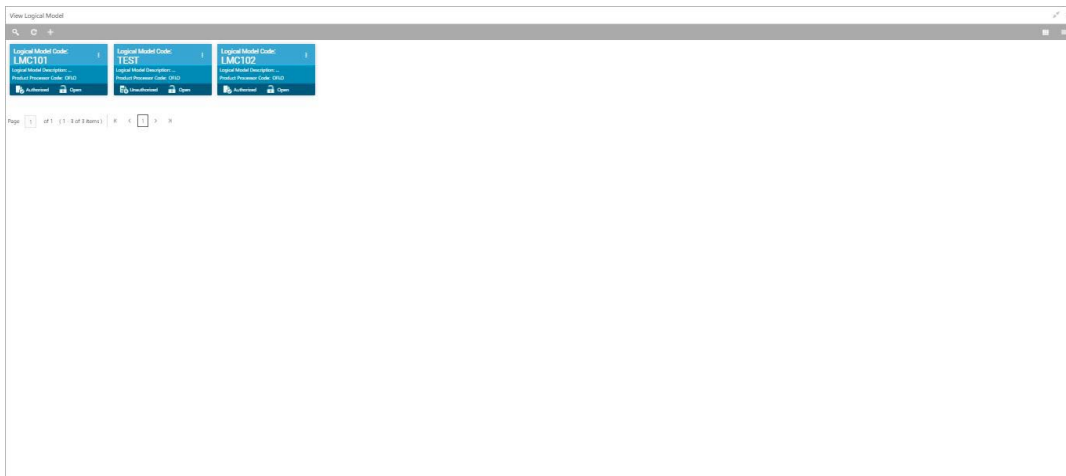 View Logical Model
Logical Model Code:
LMC101
Logical Model Description: ...
Product Processor Code: OFLO
Authorized Open
Logical Model Code:
TEST
Logical Model Description: ...
Product Processor Code: OFLO
Unauthorized Open
Logical Model Code:
LMC102
Logical Model Description: ...
Product Processor Code: OFLO
Authorized Open
Page 1 of 1 ( 1 - 3 of 3 items ) 1